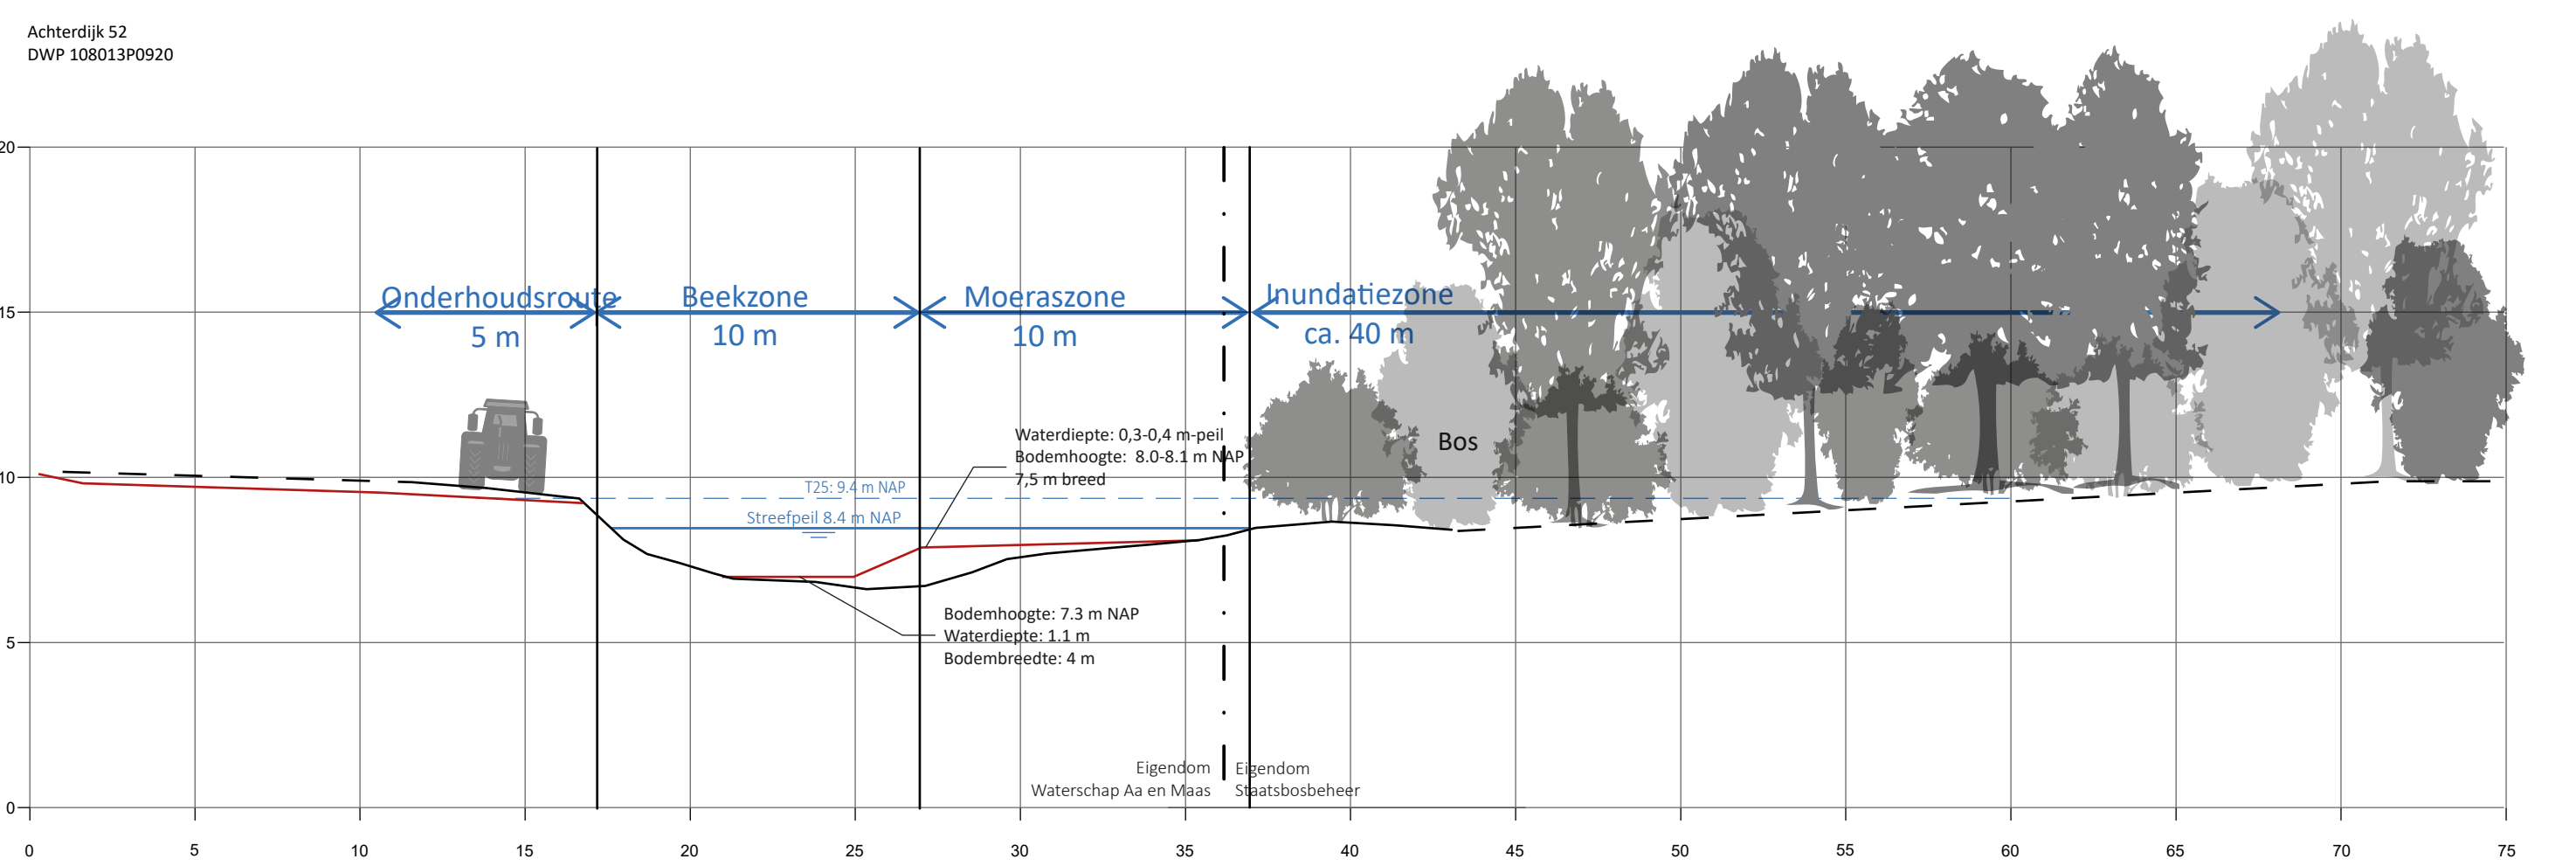 Achterdijk 52
DWP 108013P0920
20
15
10
5
0
Onderhoudsroute
5 m
Beekzone
10 m
Moeraszone
10 m
Inundatiezone
ca. 40 m
Bos
Waterdiepte: 0,3-0,4 m-peil
Bodemhoogte: 8.0-8.1 m NAP
7,5 m breed
T25: 9.4 m NAP
Streefpeil 8.4 m NAP
Bodemhoogte: 7.3 m NAP
Waterdiepte: 1.1 m
Bodembreedte: 4 m
Eigendom
Waterschap Aa en Maas
Eigendom
Staatsbosbeheer
0 5 10 15 20 25 30 35 40 45 50 55 60 65 70 75